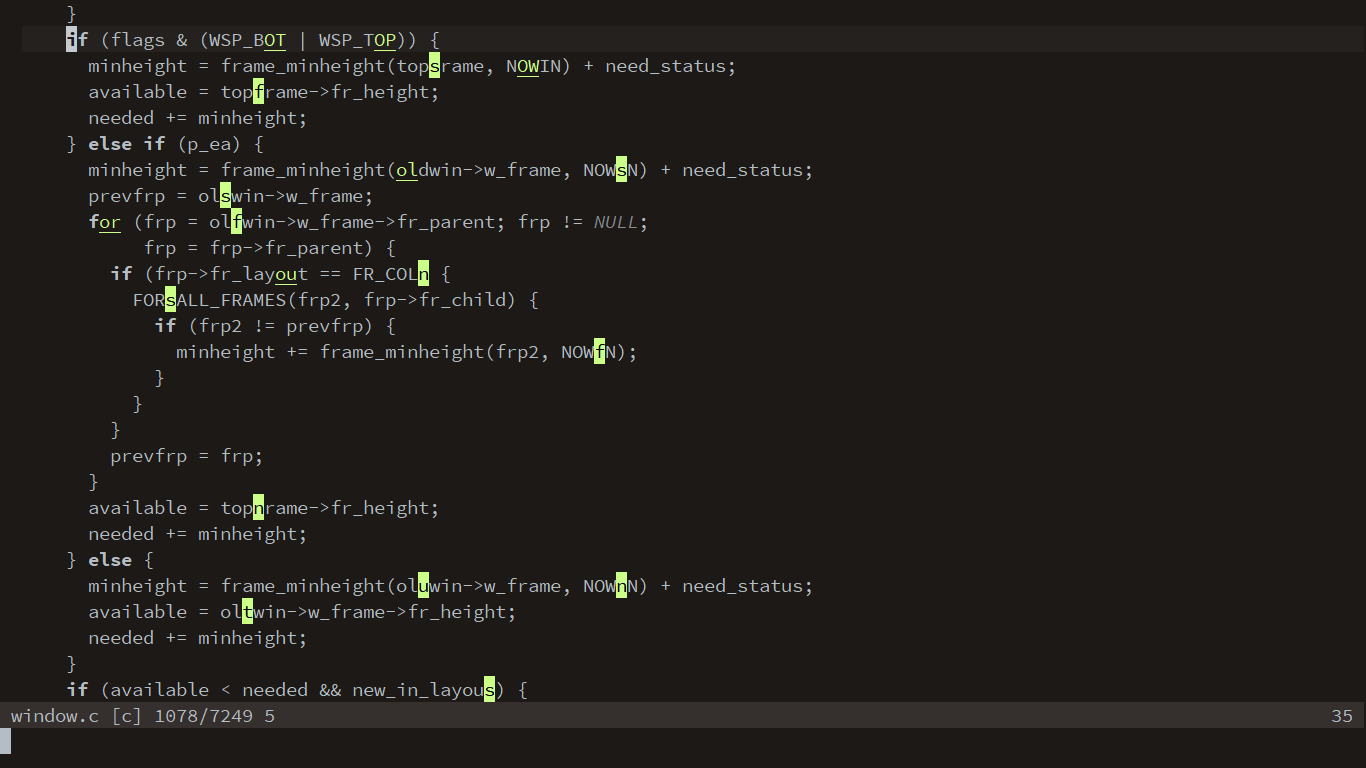 }
    if (flags & (WSP_BOT | WSP_TOP)) {
      minheight = frame_minheight(topsrame, NOWIN) + need_status;
      available = topframe->fr_height;
      needed += minheight;
    } else if (p_ea) {
      minheight = frame_minheight(oldwin->w_frame, NOWsN) + need_status;
      prevfrp = olswin->w_frame;
      for (frp = olfwin->w_frame->fr_parent; frp != NULL;
           frp = frp->fr_parent) {
        if (frp->fr_layout == FR_COLn {
          FORsALL_FRAMES(frp2, frp->fr_child) {
            if (frp2 != prevfrp) {
              minheight += frame_minheight(frp2, NOWfN);
            }
          }
        }
        prevfrp = frp;
      }
      available = topnrame->fr_height;
      needed += minheight;
    } else {
      minheight = frame_minheight(oluwin->w_frame, NOWnN) + need_status;
      available = oltwin->w_frame->fr_height;
      needed += minheight;
    }
    if (available < needed && new_in_layous) {
window.c [c] 1078/7249 5 35